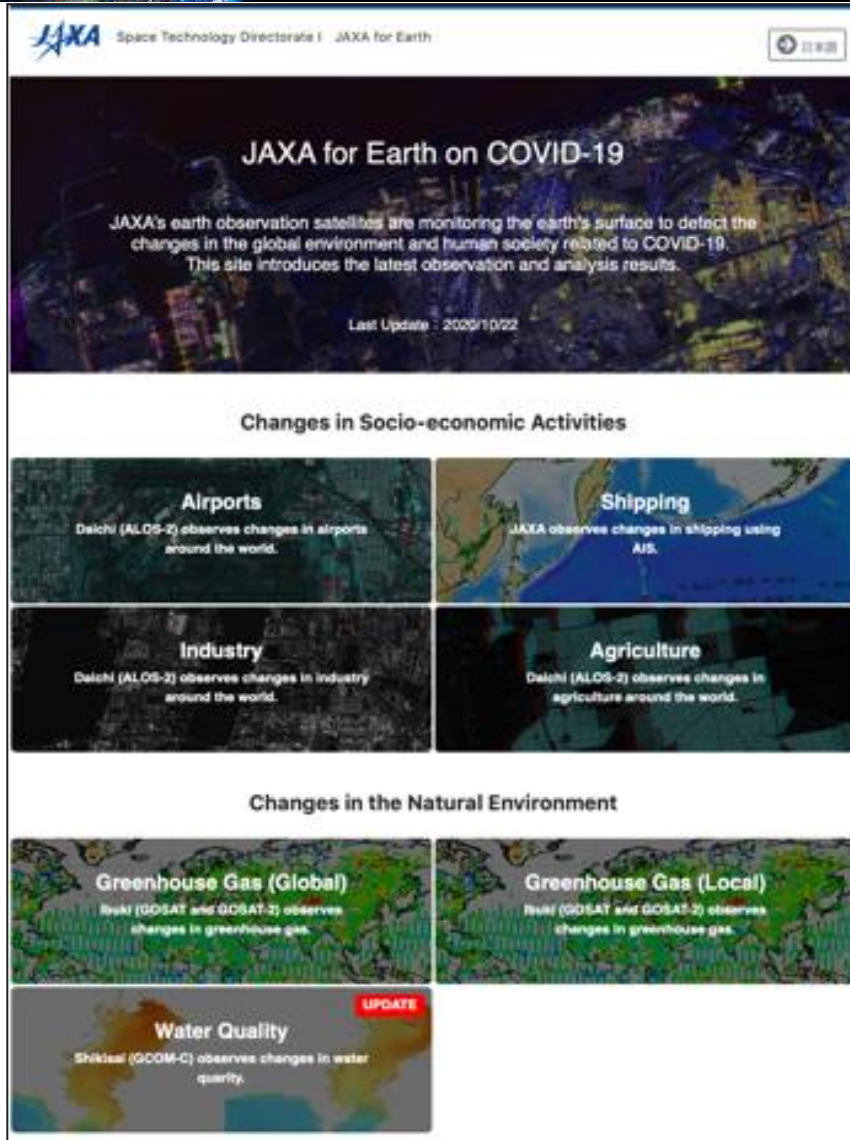 JAXA Space Technology Directorate I JAXA for Earth
日本語
JAXA for Earth on COVID-19
JAXA's earth observation satellites are monitoring the earth's surface to detect the
changes in the global environment and human society related to COVID-19.
This site introduces the latest observation and analysis results.
Last Update : 2020/10/22
Changes in Socio-economic Activities
Airports
Daichi (ALOS-2) observes changes in airports
around the world.
Shipping
JAXA observes changes in shipping using
AIS.
Industry
Daichi (ALOS-2) observes changes in industry
around the world.
Agriculture
Daichi (ALOS-2) observes changes in
agriculture around the world.
Changes in the Natural Environment
Greenhouse Gas (Global)
Ibuki (GOSAT and GOSAT-2) observes
changes in greenhouse gas.
Greenhouse Gas (Local)
Ibuki (GOSAT and GOSAT-2) observes
changes in greenhouse gas.
UPDATE
Water Quality
Shikisai (GCOM-C) observes changes in water
quarity.